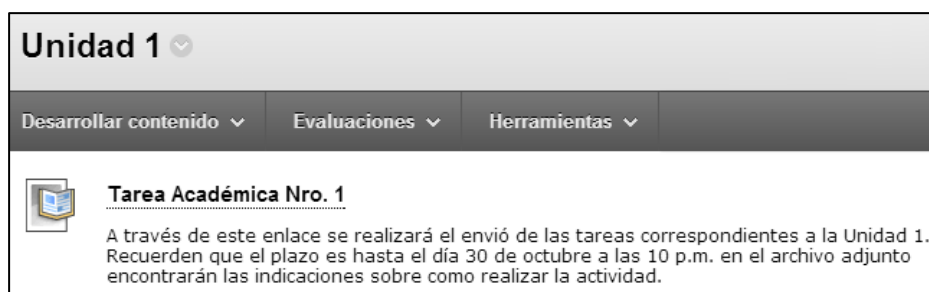 Unidad 1
Desarrollar contenido Evaluaciones Herramientas
Tarea Académica Nro. 1
A través de este enlace se realizará el envió de las tareas correspondientes a la Unidad 1.
Recuerden que el plazo es hasta el día 30 de octubre a las 10 p.m. en el archivo adjunto
encontrarán las indicaciones sobre como realizar la actividad.